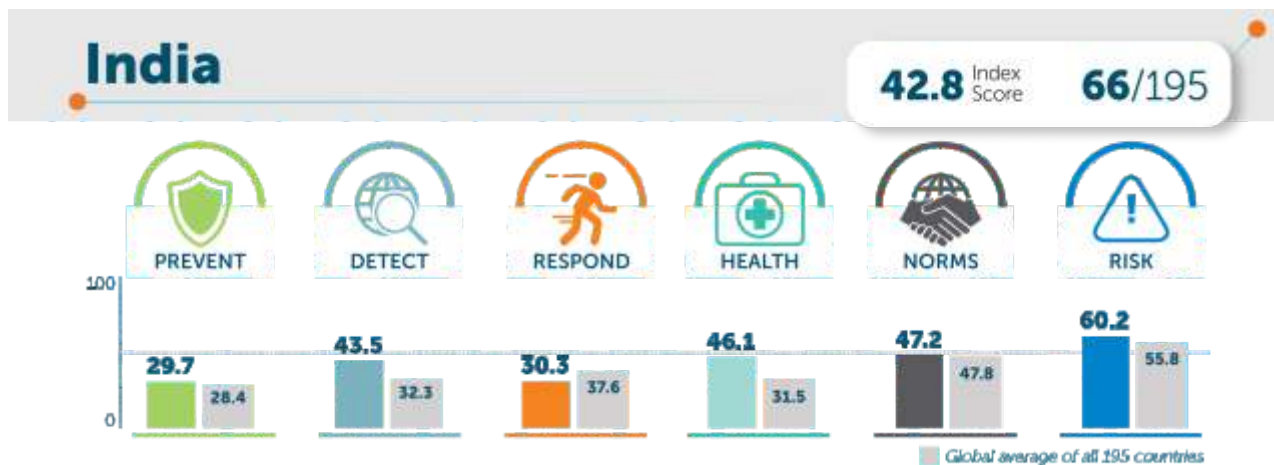 India
42.8 Index Score 66/195
PREVENT DETECT RESPOND HEALTH NORMS RISK
100
60.2
43.5 46.1 47.2
29.7 30.3
55.8
47.8
37.6
28.4 32.3 31.5
0
Global average of all 195 countries